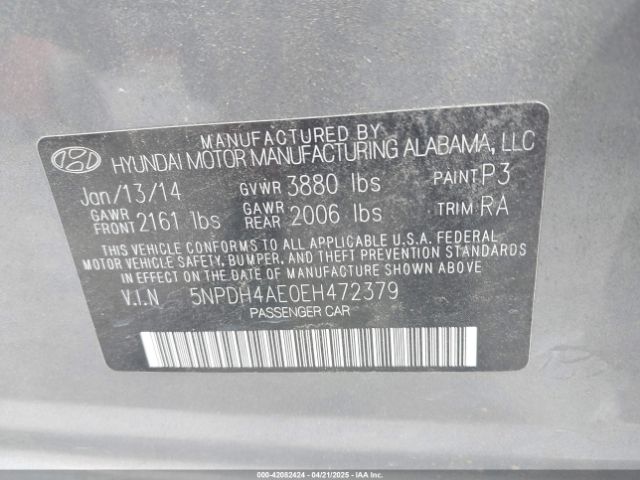 MANUFACTURED BY
HYUNDAI MOTOR MANUFACTURING ALABAMA, LLC
Jan/13/14 GVWR 3880 lbs PAINT P3
GAWR FRONT 2161 lbs GAWR REAR 2006 lbs TRIM RA
THIS VEHICLE CONFORMS TO ALL APPLICABLE U.S.A. FEDERAL
MOTOR VEHICLE SAFETY, BUMPER, AND THEFT PREVENTION STANDARDS
IN EFFECT ON THE DATE OF MANUFACTURE SHOWN ABOVE
V.I.N 5NPDH4AE0EH472379
PASSENGER CAR
000-42082424 - 04/21/2025 - IAAI.COM